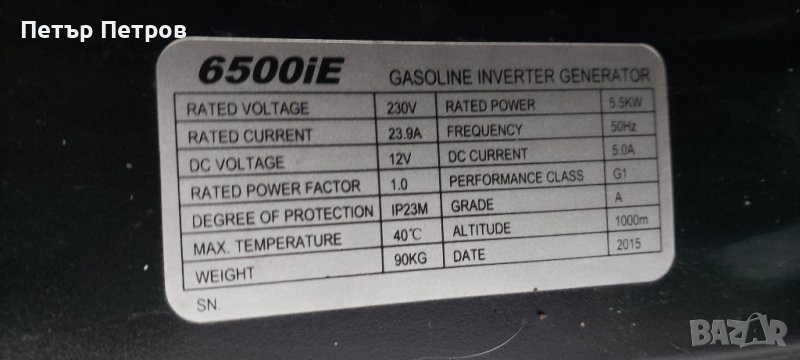 Петър Петров
6500iE GASOLINE INVERTER GENERATOR
RATED VOLTAGE 230V RATED POWER 5.5KW
RATED CURRENT 23.9A FREQUENCY 50Hz
DC VOLTAGE 12V DC CURRENT 5.0A
RATED POWER FACTOR 1.0 PERFORMANCE CLASS G1
DEGREE OF PROTECTION IP23M GRADE A
MAX. TEMPERATURE 40℃ ALTITUDE 1000m
WEIGHT 90KG DATE 2015
SN.
BAZAR